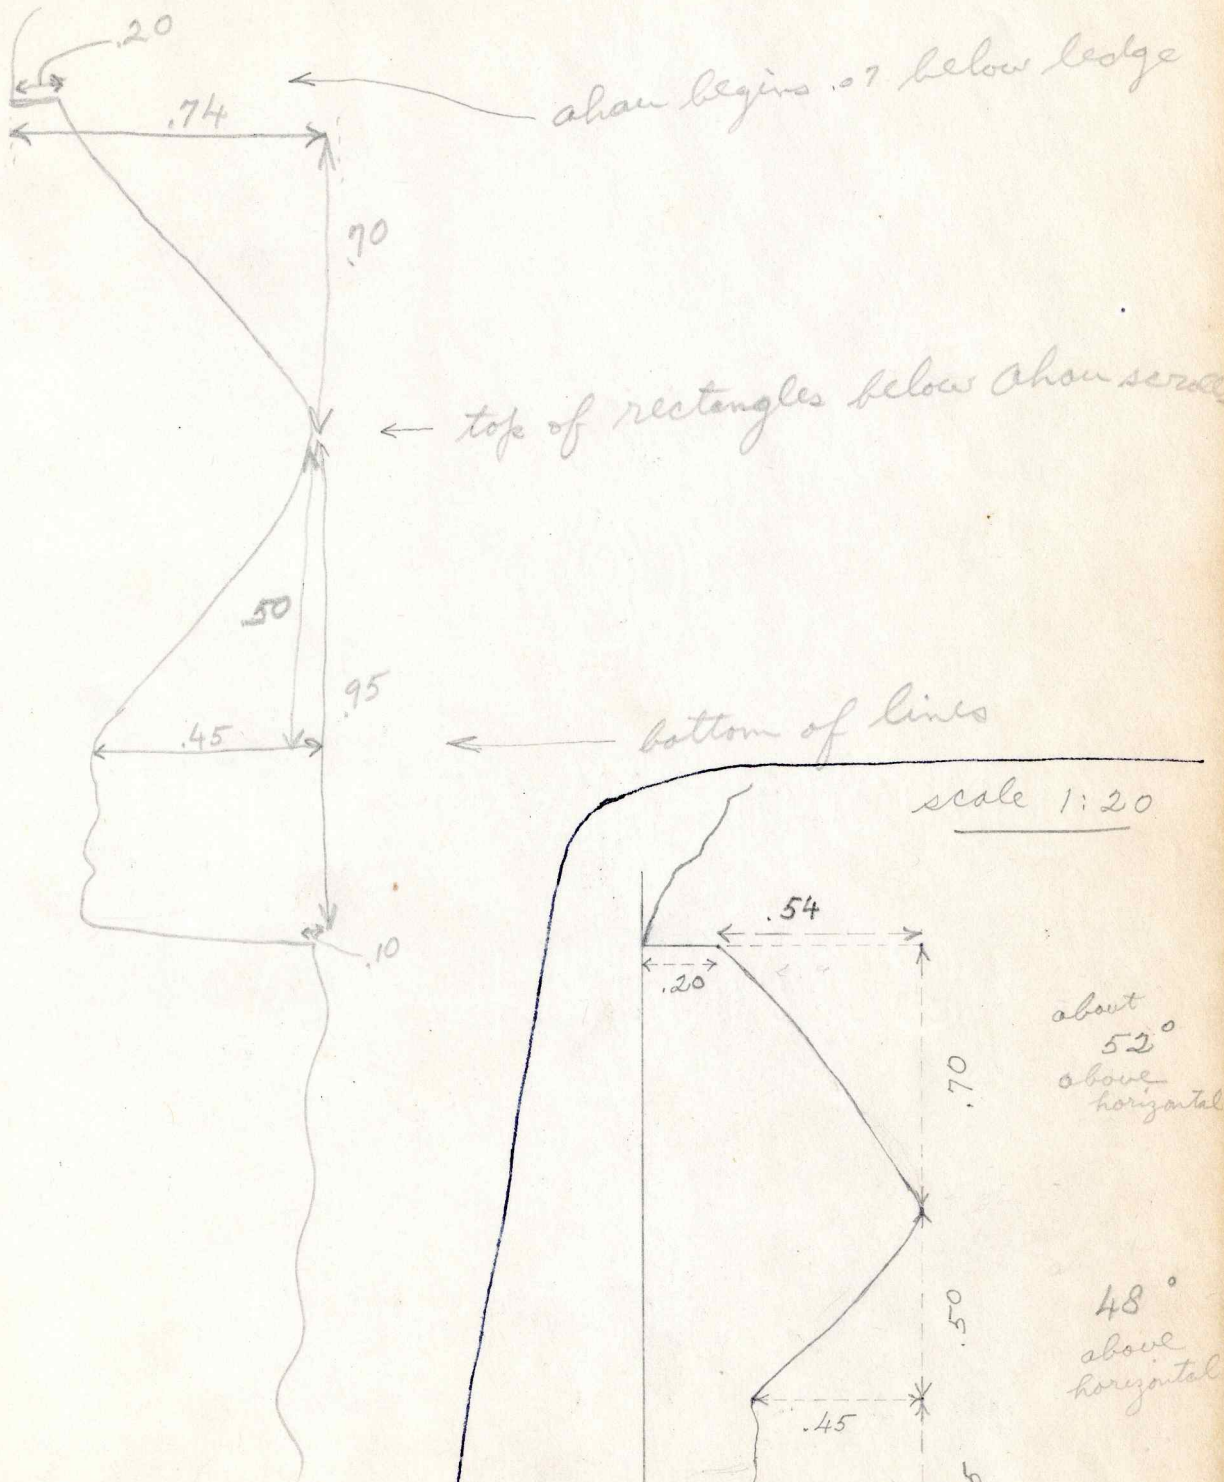 .20
ahau begins .07 below ledge
.74
.70
top of rectangles below Ahau scrolls
.50
.95
.45
bottom of lines
scale 1:20
.10
.54
.20
about
52°
above
horizontal
.70
.50
48°
above
horizontal
.45